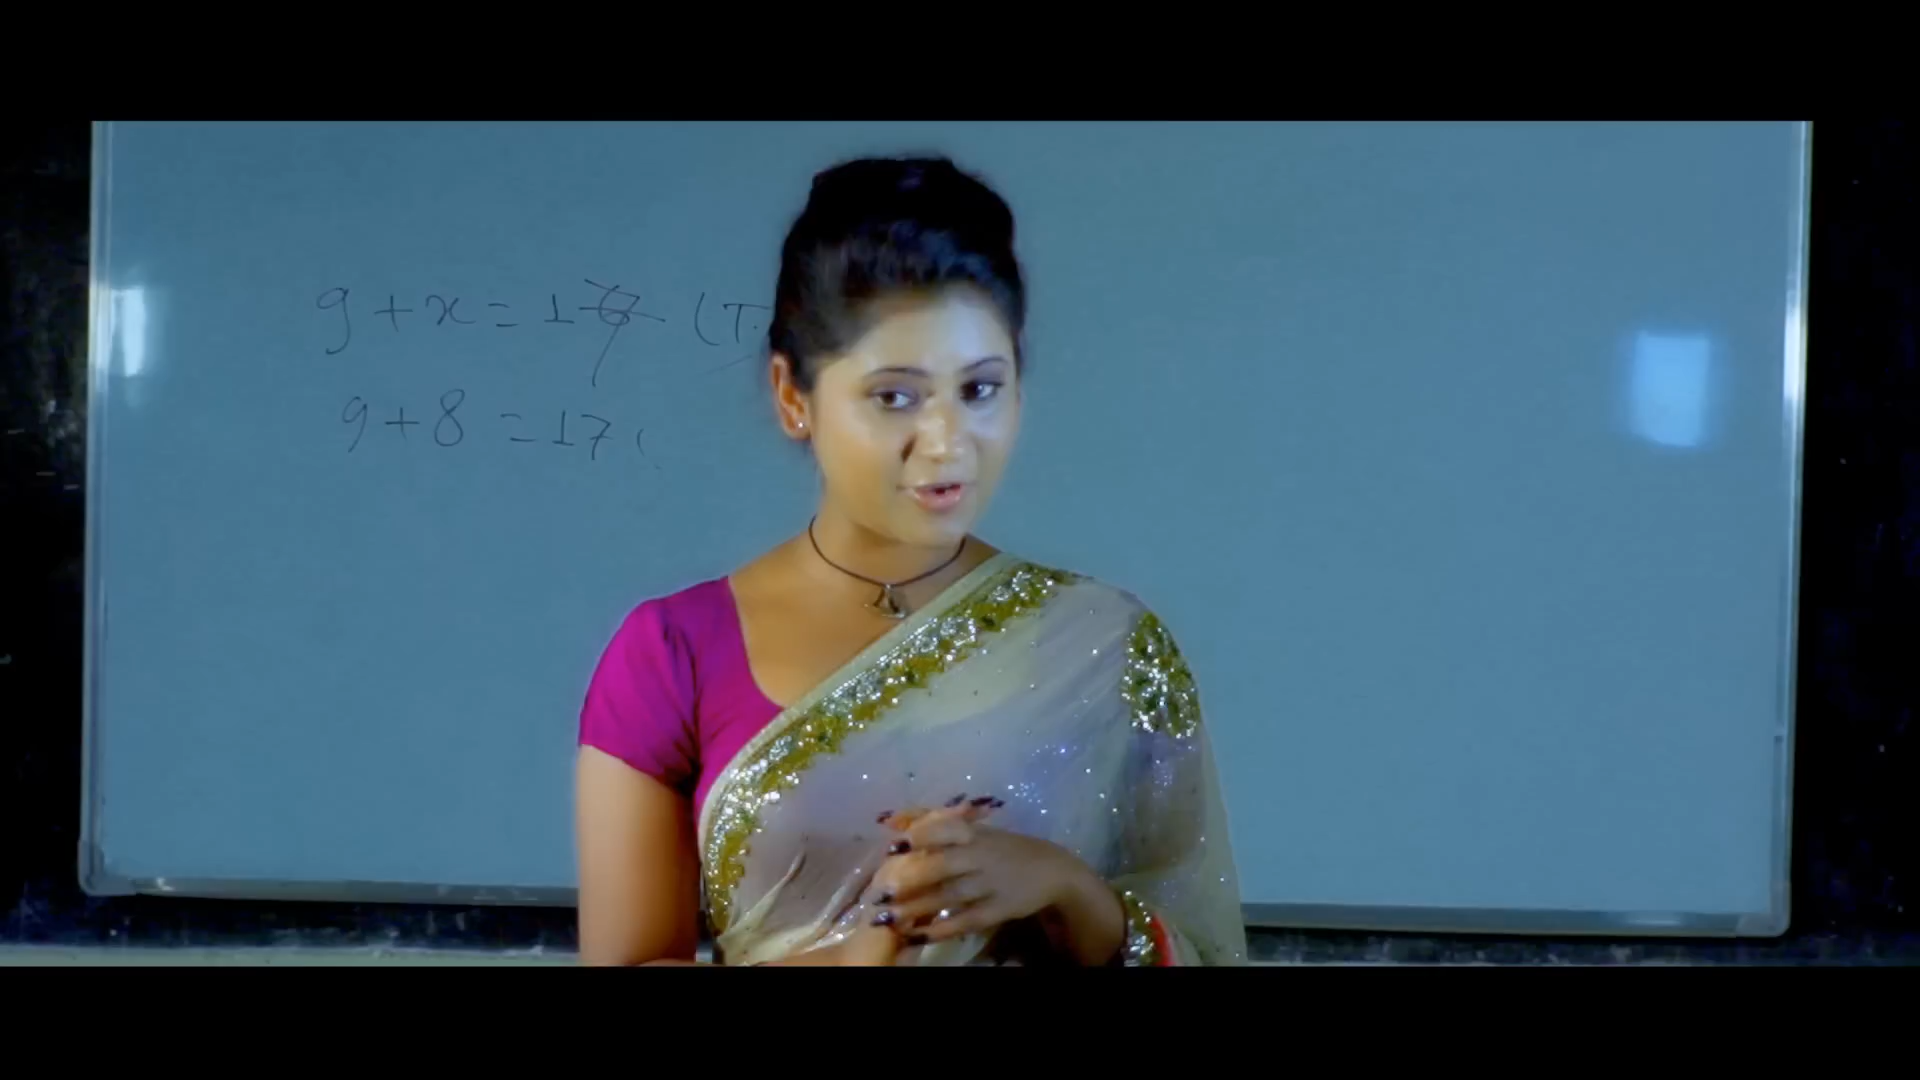 9 + x = 17 (T.
9 + 8 = 17 (